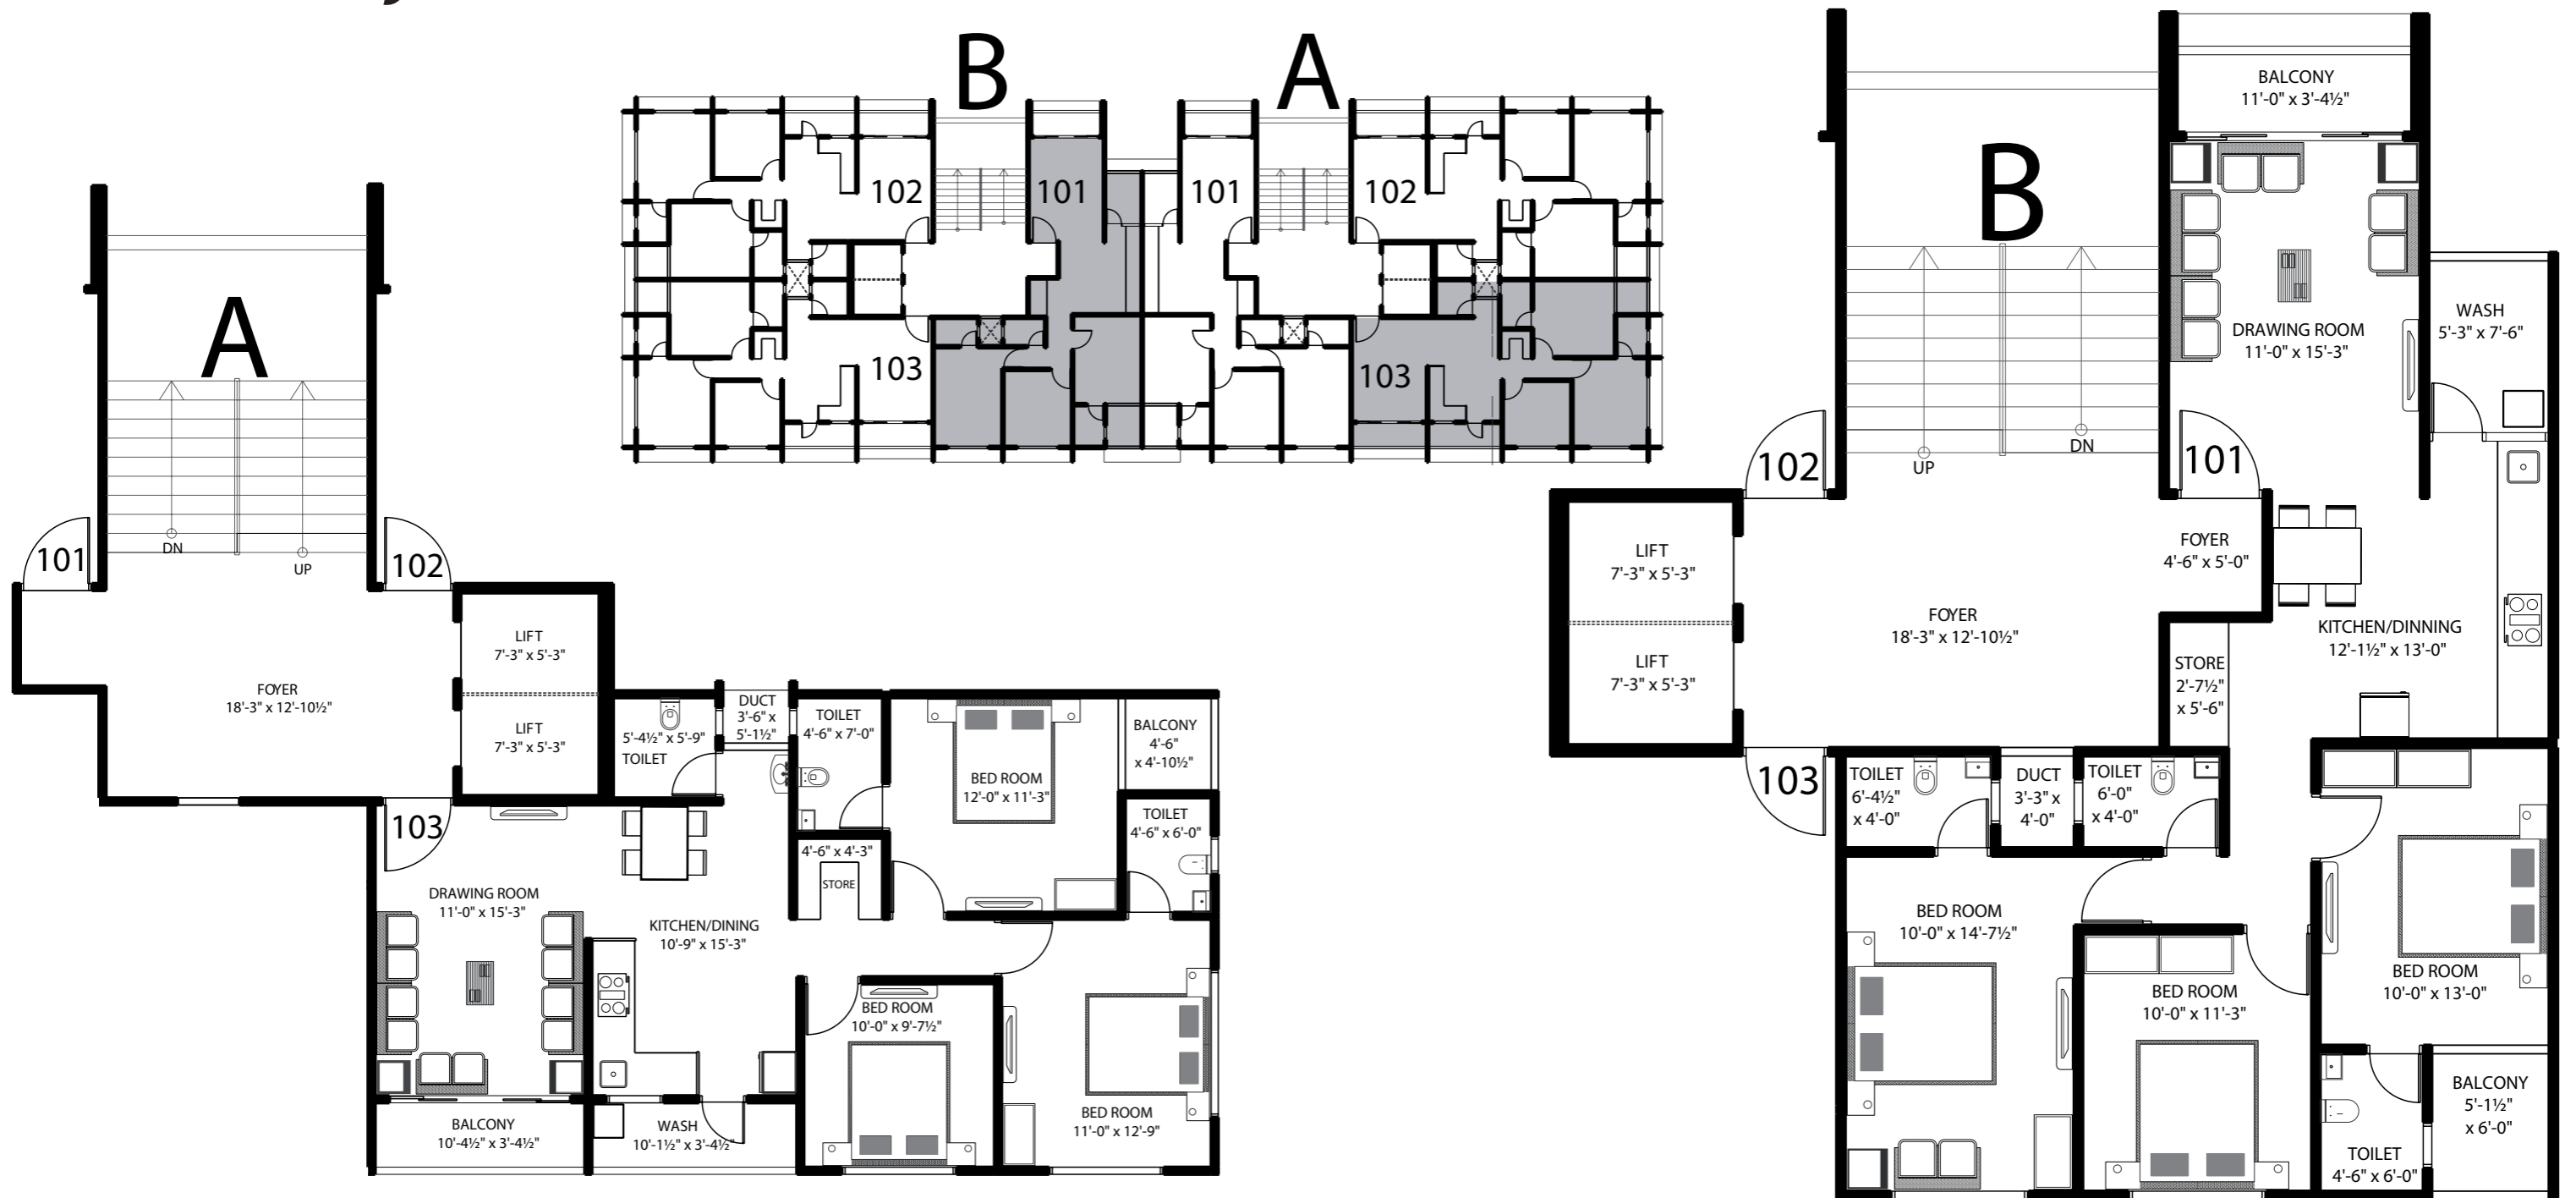 B
A
102
101
101
102
103
103
A
101
102
DN
UP
LIFT
7'-3" x 5'-3"
LIFT
7'-3" x 5'-3"
FOYER
18'-3" x 12'-10½"
103
5'-4½" x 5'-9"
TOILET
DUCT
3'-6" x
5'-1½"
TOILET
4'-6" x 7'-0"
BED ROOM
12'-0" x 11'-3"
BALCONY
4'-6"
x 4'-10½"
TOILET
4'-6" x 6'-0"
4'-6" x 4'-3"
STORE
DRAWING ROOM
11'-0" x 15'-3"
KITCHEN/DINING
10'-9" x 15'-3"
BED ROOM
10'-0" x 9'-7½"
BED ROOM
11'-0" x 12'-9"
BALCONY
10'-4½" x 3'-4½"
WASH
10'-1½" x 3'-4½"
B
BALCONY
11'-0" x 3'-4½"
DRAWING ROOM
11'-0" x 15'-3"
WASH
5'-3" x 7'-6"
102
UP
DN
101
LIFT
7'-3" x 5'-3"
LIFT
7'-3" x 5'-3"
FOYER
4'-6" x 5'-0"
FOYER
18'-3" x 12'-10½"
KITCHEN/DINNING
12'-1½" x 13'-0"
STORE
2'-7½"
x 5'-6"
103
TOILET
6'-4½"
x 4'-0"
DUCT
3'-3" x
4'-0"
TOILET
6'-0"
x 4'-0"
BED ROOM
10'-0" x 14'-7½"
BED ROOM
10'-0" x 11'-3"
BED ROOM
10'-0" x 13'-0"
BALCONY
5'-1½"
x 6'-0"
TOILET
4'-6" x 6'-0"